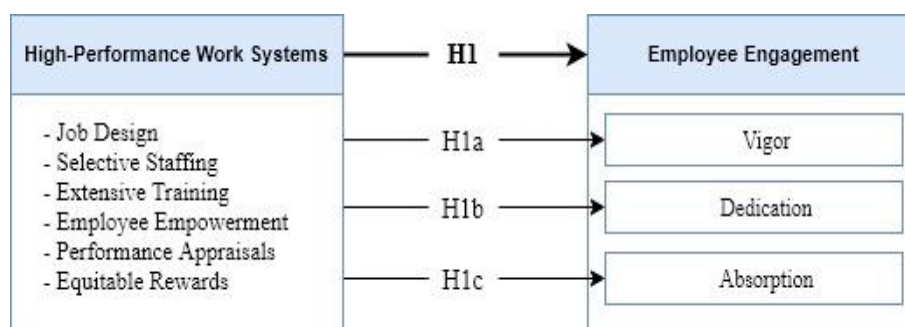 High-Performance Work Systems
H1
Employee Engagement
- Job Design
- Selective Staffing
- Extensive Training
- Employee Empowerment
- Performance Appraisals
- Equitable Rewards
H1a
Vigor
H1b
Dedication
H1c
Absorption